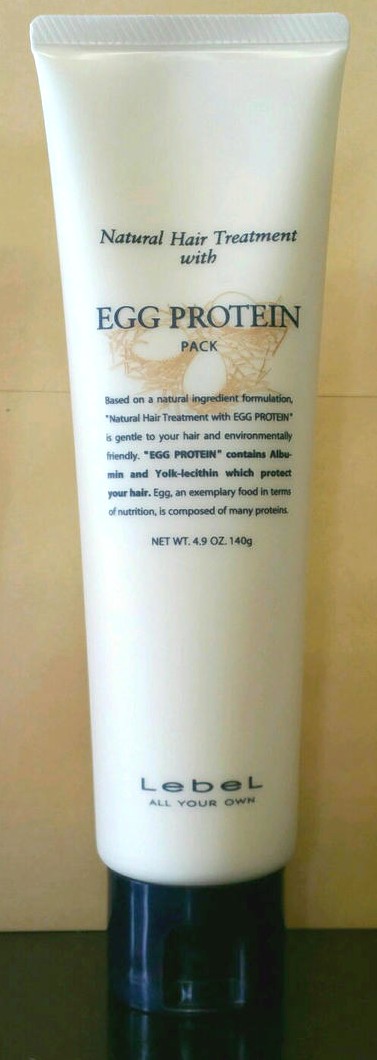 Natural Hair Treatment
with
EGG PROTEIN
PACK
Based on a natural ingredient formulation,
"Natural Hair Treatment with EGG PROTEIN"
is gentle to your hair and environmentally
friendly. "EGG PROTEIN" contains Albu-
min and Yolk-lecithin which protect
your hair. Egg, an exemplary food in terms
of nutrition, is composed of many proteins.
NET WT. 4.9 OZ. 140g
LebeL
ALL YOUR OWN